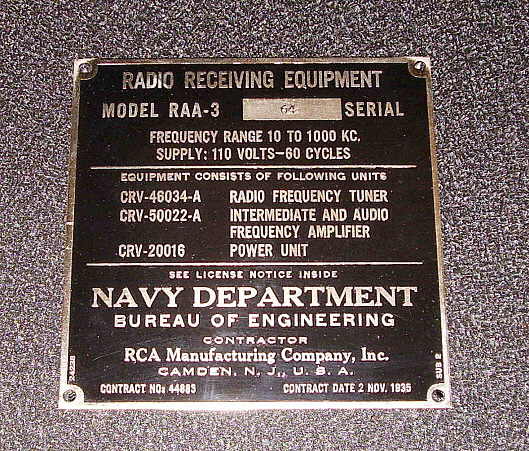 RADIO RECEIVING EQUIPMENT
MODEL RAA-3 64 SERIAL
FREQUENCY RANGE 10 TO 1000 KC.
SUPPLY: 110 VOLTS-60 CYCLES
EQUIPMENT CONSISTS OF FOLLOWING UNITS
CRV-46034-A RADIO FREQUENCY TUNER
CRV-50022-A INTERMEDIATE AND AUDIO
FREQUENCY AMPLIFIER
CRV-20016 POWER UNIT
SEE LICENSE NOTICE INSIDE
NAVY DEPARTMENT
BUREAU OF ENGINEERING
CONTRACTOR
RCA Manufacturing Company, Inc.
CAMDEN, N. J., U. S. A.
CONTRACT NO: 44883 CONTRACT DATE 2 NOV. 1935
SUB 2